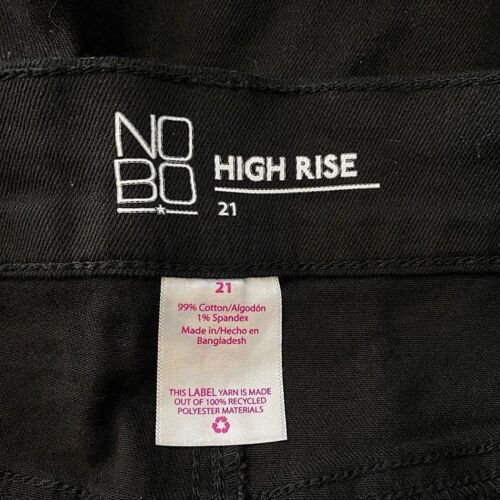 NO
BO
HIGH RISE
21
21
99% Cotton/Algodón
1% Spandex
Made in/Hecho en
Bangladesh
THIS LABEL YARN IS MADE
OUT OF 100% RECYCLED
POLYESTER MATERIALS